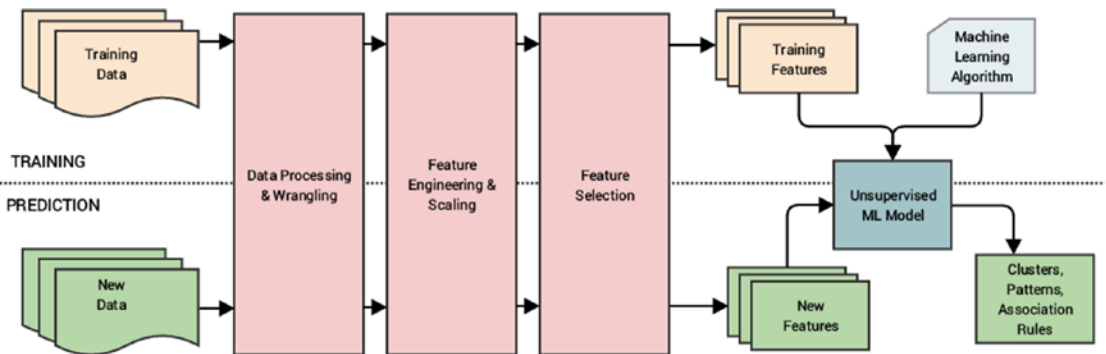 Training
Data
Data Processing
& Wrangling
Feature
Engineering &
Scaling
Feature
Selection
Training
Features
Machine
Learning
Algorithm
TRAINING
PREDICTION
Unsupervised
ML Model
New
Data
New
Features
Clusters,
Patterns,
Association
Rules